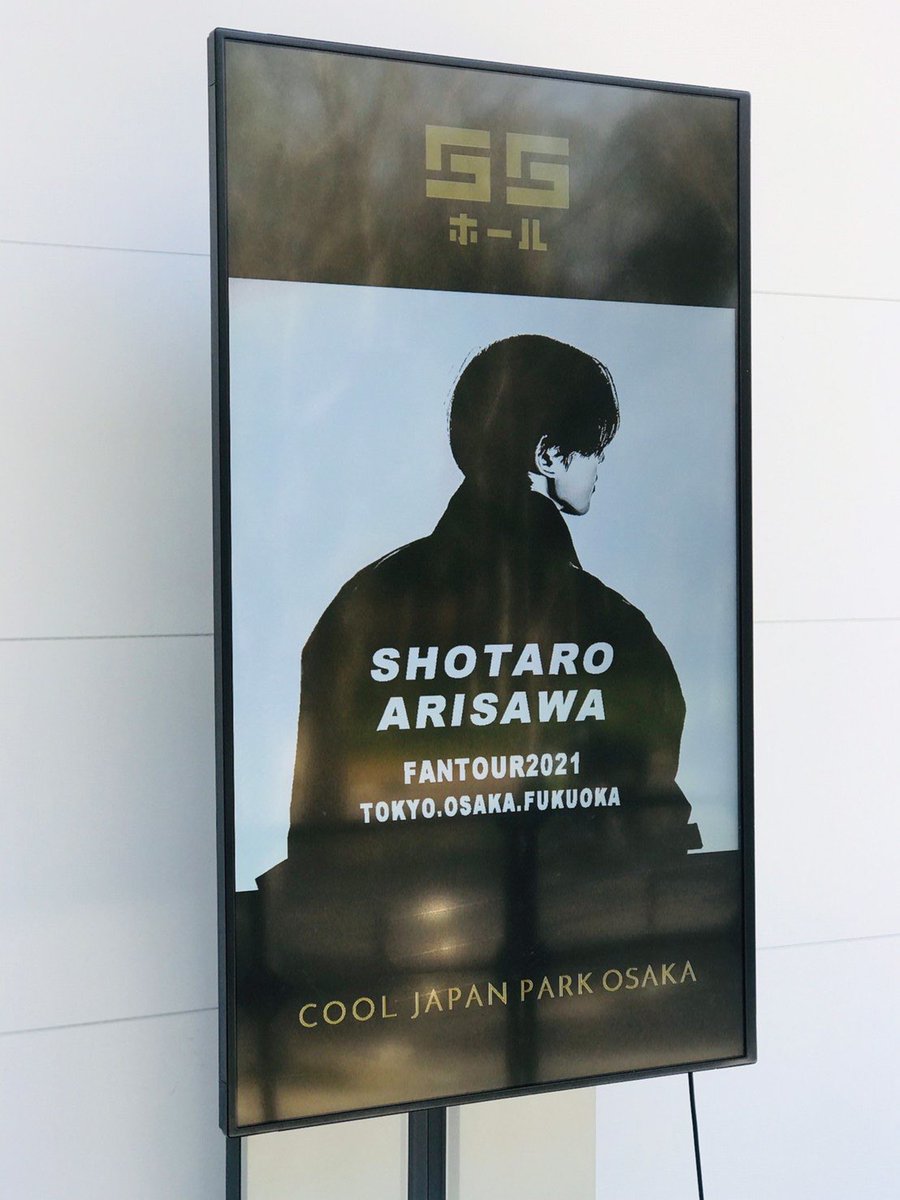 SS
ホール
SHOTARO
ARISAWA
FANTOUR2021
TOKYO.OSAKA.FUKUOKA
COOL JAPAN PARK OSAKA